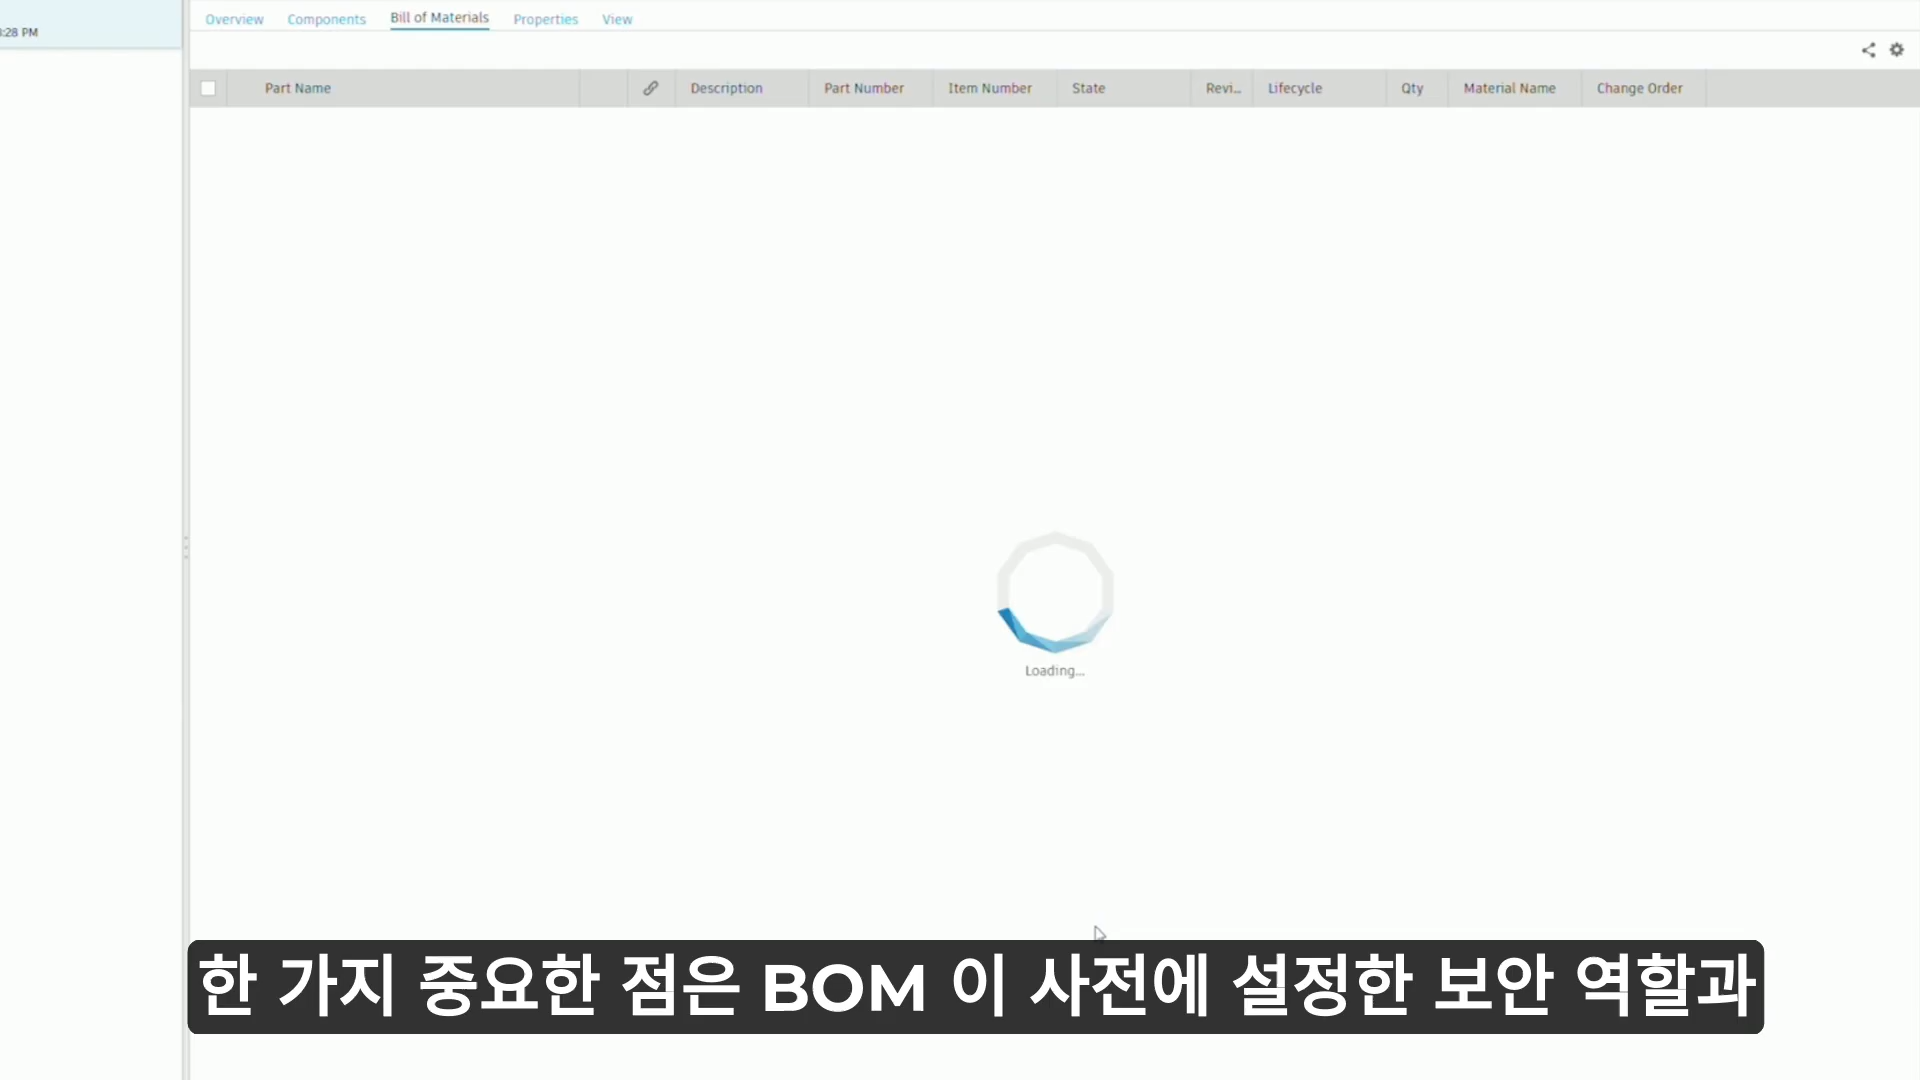 Overview Components Bill of Materials Properties View
:28 PM
Part Name Description Part Number Item Number State Revi... Lifecycle Qty Material Name Change Order
Loading...
한 가지 중요한 점은 BOM 이 사전에 설정한 보안 역할과